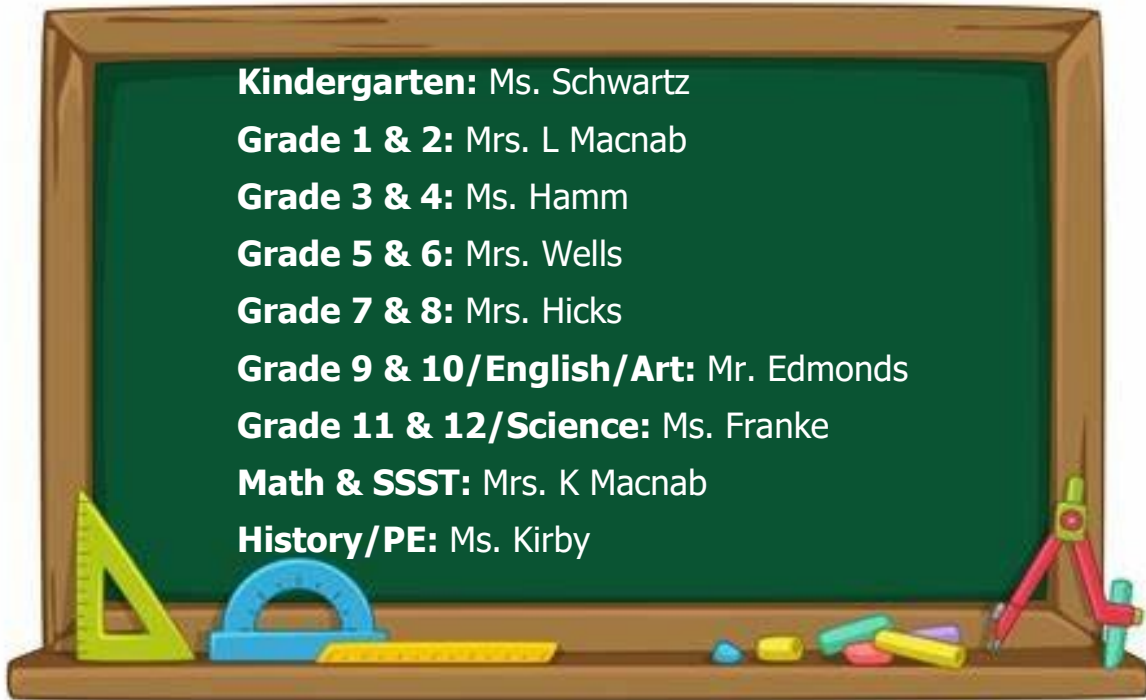 Kindergarten: Ms. Schwartz
Grade 1 & 2: Mrs. L Macnab
Grade 3 & 4: Ms. Hamm
Grade 5 & 6: Mrs. Wells
Grade 7 & 8: Mrs. Hicks
Grade 9 & 10/English/Art: Mr. Edmonds
Grade 11 & 12/Science: Ms. Franke
Math & SSST: Mrs. K Macnab
History/PE: Ms. Kirby